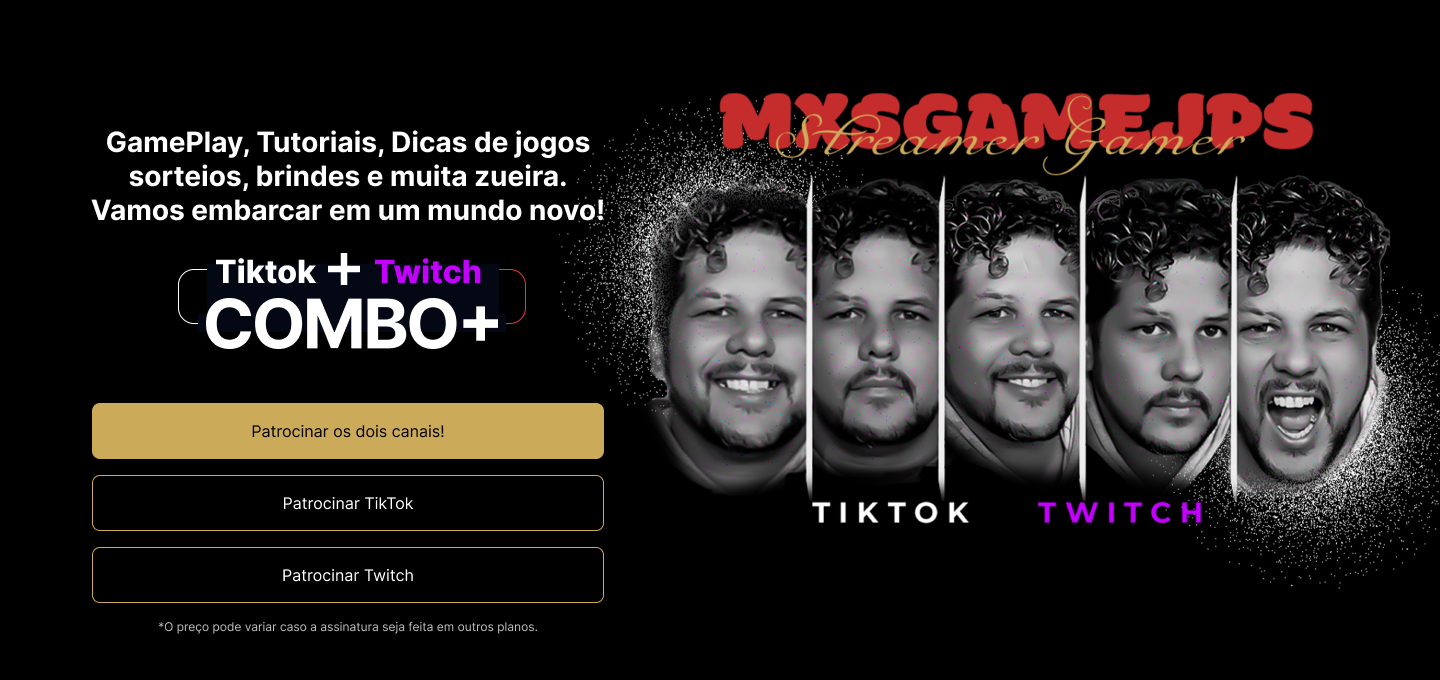 GamePlay, Tutoriais, Dicas de jogos
sorteios, brindes e muita zueira.
Vamos embarcar em um mundo novo!
Tiktok + Twitch
COMBO+
Patrocinar os dois canais!
Patrocinar TikTok
Patrocinar Twitch
*O preço pode variar caso a assinatura seja feita em outros planos.
MXSGAMEJPS
Streamer Gamer
TIKTOK TWITCH